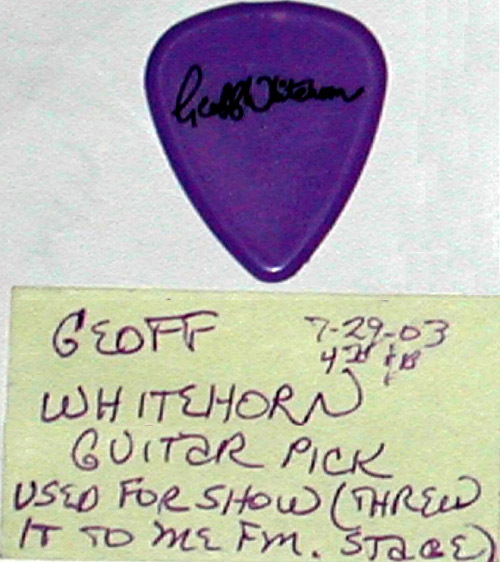 Geoff Whitehorn
GEOFF 7-29-03
4TH & B
WHITEHORN
GUITAR PICK
USED FOR SHOW (THREW
IT TO ME FM. STAGE)